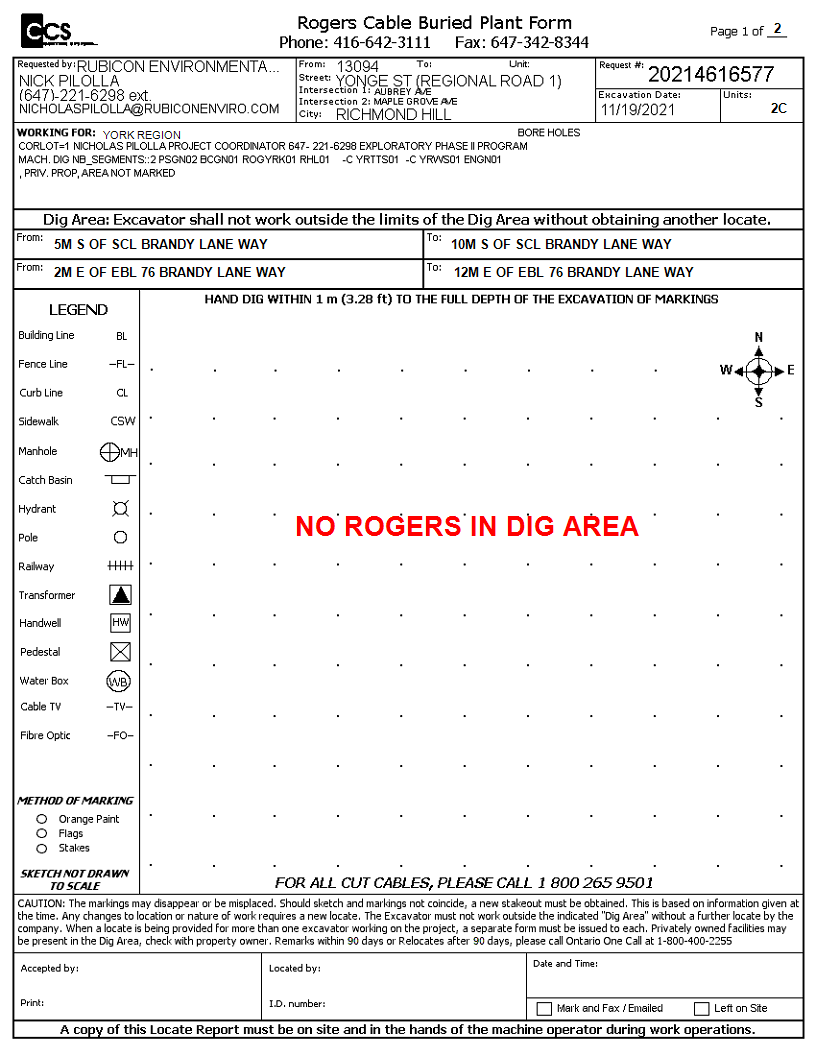 CCS
Rogers Cable Buried Plant Form
Phone: 416-642-3111 Fax: 647-342-8344
Page 1 of 2
Requested by: RUBICON ENVIRONMENTA...
NICK PILOLLA
(647)-221-6298 ext.
NICHOLASPILOLLA@RUBICONENVIRO.COM
From: 13094 To: Unit:
Street: YONGE ST (REGIONAL ROAD 1)
Intersection 1: AUBREY AVE
Intersection 2: MAPLE GROVE AVE
City: RICHMOND HILL
Request #: 20214616577
Excavation Date: 11/19/2021
Units: 2C
WORKING FOR: YORK REGION BORE HOLES
CORLOT=1 NICHOLAS PILOLLA PROJECT COORDINATOR 647- 221-6298 EXPLORATORY PHASE II PROGRAM
MACH. DIG NB_SEGMENTS::2 PSGN02 BCGN01 ROGYRK01 RHL01 -C YRTTS01 -C YRWS01 ENGN01
, PRIV. PROP, AREA NOT MARKED
Dig Area: Excavator shall not work outside the limits of the Dig Area without obtaining another locate.
From: 5M S OF SCL BRANDY LANE WAY To: 10M S OF SCL BRANDY LANE WAY
From: 2M E OF EBL 76 BRANDY LANE WAY To: 12M E OF EBL 76 BRANDY LANE WAY
HAND DIG WITHIN 1 m (3.28 ft) TO THE FULL DEPTH OF THE EXCAVATION OF MARKINGS
LEGEND
Building Line BL
Fence Line –FL–
Curb Line CL
Sidewalk CSW
Manhole MH
Catch Basin
Hydrant
Pole
Railway
Transformer
Handwell HW
Pedestal
Water Box WB
Cable TV –TV–
Fibre Optic –FO–
N
W E
S
NO ROGERS IN DIG AREA
METHOD OF MARKING
Orange Paint
Flags
Stakes
SKETCH NOT DRAWN
TO SCALE
FOR ALL CUT CABLES, PLEASE CALL 1 800 265 9501
CAUTION: The markings may disappear or be misplaced. Should sketch and markings not coincide, a new stakeout must be obtained. This is based on information given at
the time. Any changes to location or nature of work requires a new locate. The Excavator must not work outside the indicated "Dig Area" without a further locate by the
company. When a locate is being provided for more than one excavator working on the project, a separate form must be issued to each. Privately owned facilities may
be present in the Dig Area, check with property owner. Remarks within 90 days or Relocates after 90 days, please call Ontario One Call at 1-800-400-2255
Accepted by:
Print:
Located by:
I.D. number:
Date and Time:
Mark and Fax / Emailed Left on Site
A copy of this Locate Report must be on site and in the hands of the machine operator during work operations.